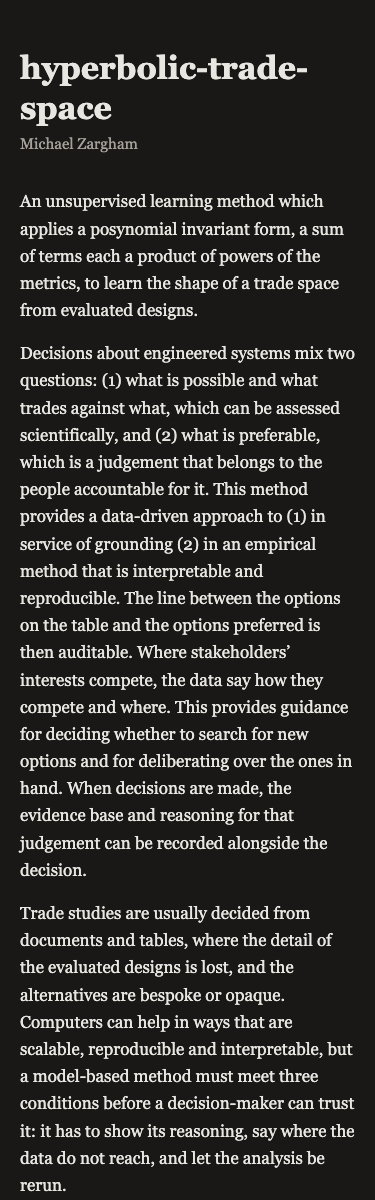 hyperbolic-trade-
space
Michael Zargham
An unsupervised learning method which
applies a posynomial invariant form, a sum
of terms each a product of powers of the
metrics, to learn the shape of a trade space
from evaluated designs.
Decisions about engineered systems mix two
questions: (1) what is possible and what
trades against what, which can be assessed
scientifically, and (2) what is preferable,
which is a judgement that belongs to the
people accountable for it. This method
provides a data-driven approach to (1) in
service of grounding (2) in an empirical
method that is interpretable and
reproducible. The line between the options
on the table and the options preferred is
then auditable. Where stakeholders’
interests compete, the data say how they
compete and where. This provides guidance
for deciding whether to search for new
options and for deliberating over the ones in
hand. When decisions are made, the
evidence base and reasoning for that
judgement can be recorded alongside the
decision.
Trade studies are usually decided from
documents and tables, where the detail of
the evaluated designs is lost, and the
alternatives are bespoke or opaque.
Computers can help in ways that are
scalable, reproducible and interpretable, but
a model-based method must meet three
conditions before a decision-maker can trust
it: it has to show its reasoning, say where the
data do not reach, and let the analysis be
rerun.